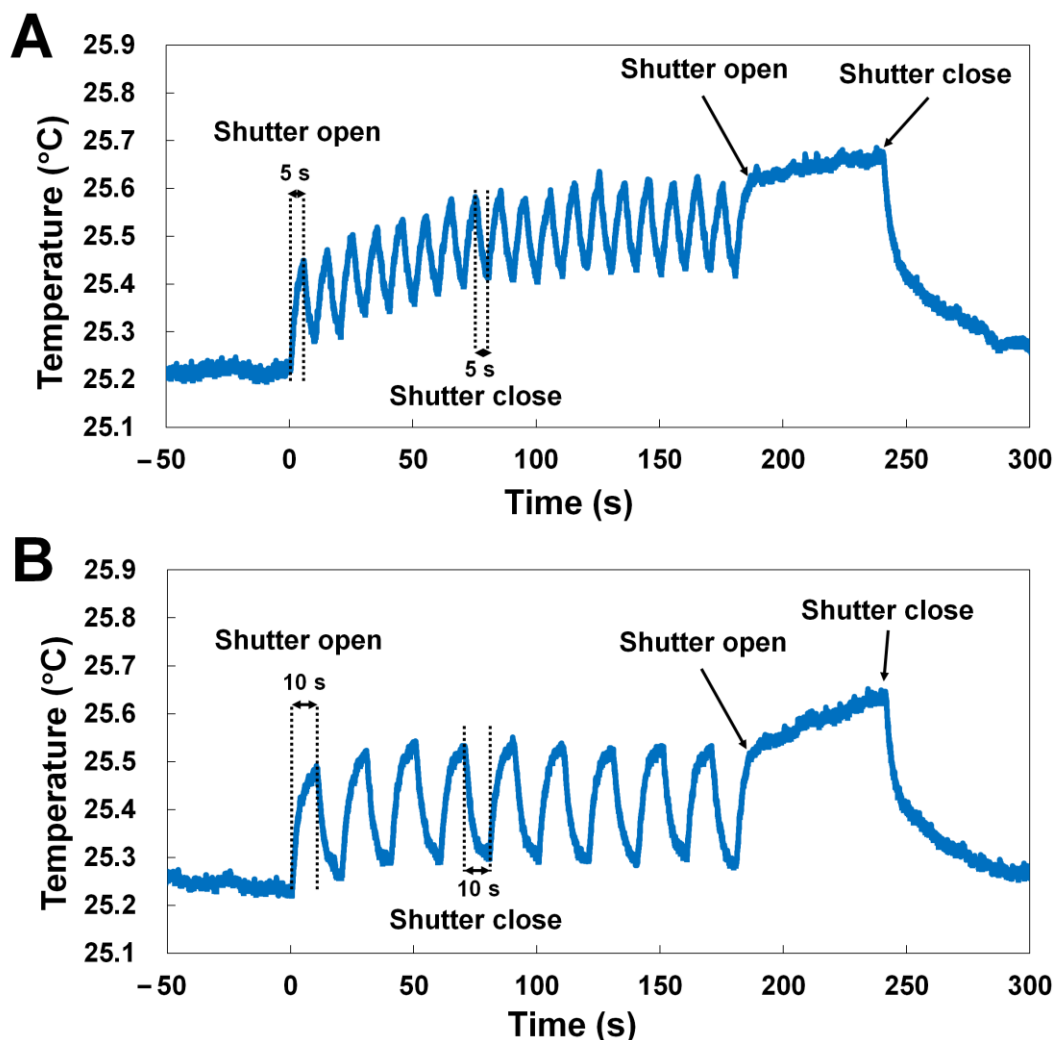 A
Temperature (°C)
25.9
25.8
25.7
25.6
25.5
25.4
25.3
25.2
25.1
Shutter open
5 s
5 s
Shutter close
Shutter open
Shutter close
−50
0
50
100
150
200
250
300
Time (s)
B
Temperature (°C)
25.9
25.8
25.7
25.6
25.5
25.4
25.3
25.2
25.1
Shutter open
10 s
10 s
Shutter close
Shutter open
Shutter close
−50
0
50
100
150
200
250
300
Time (s)